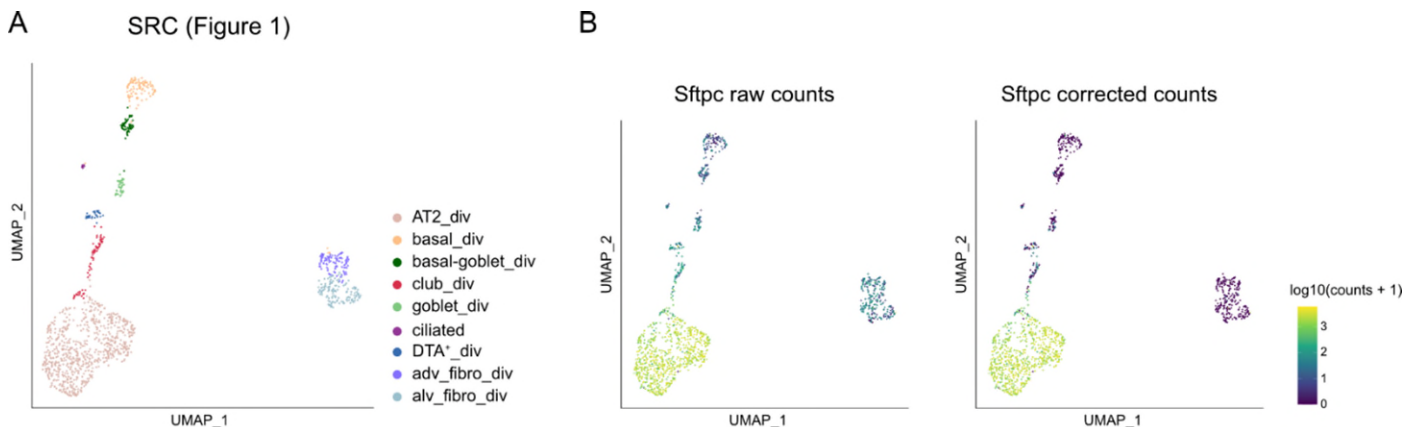 A
SRC (Figure 1)
UMAP_2
UMAP_1
AT2_div
basal_div
basal-goblet_div
club_div
goblet_div
ciliated
DTA⁺_div
adv_fibro_div
alv_fibro_div
B
Sftpc raw counts
UMAP_2
UMAP_1
Sftpc corrected counts
UMAP_2
UMAP_1
log10(counts + 1)
3
2
1
0